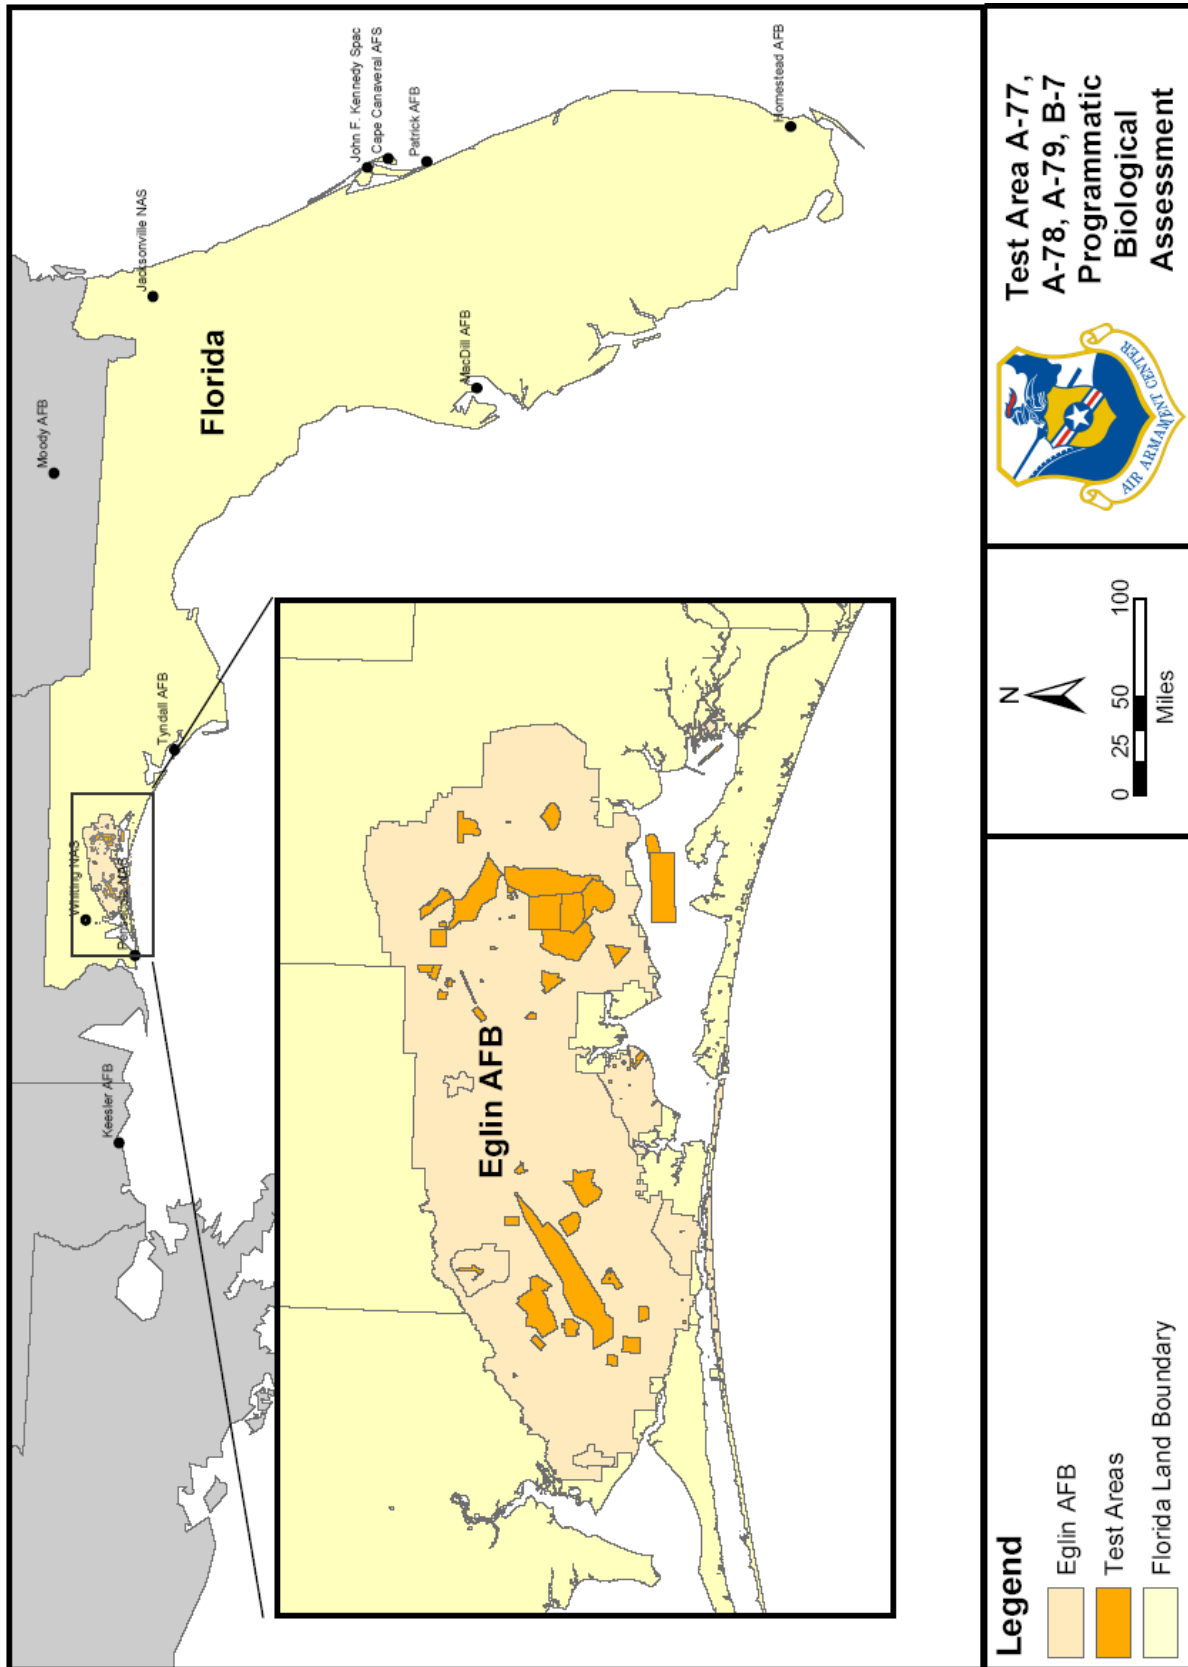 Moody AFB
Jacksonville NAS
John F. Kennedy Spac
Cape Canaveral AFS
Patrick AFB
Homestead AFB
MacDill AFB
Florida
Tyndall AFB
Whiting NAS
NAS
Keesler AFB
Eglin AFB
Legend
Eglin AFB
Test Areas
Florida Land Boundary
N
0 25 50 100
Miles
AIR ARMAMENT CENTER
Test Area A-77,
A-78, A-79, B-7
Programmatic
Biological
Assessment